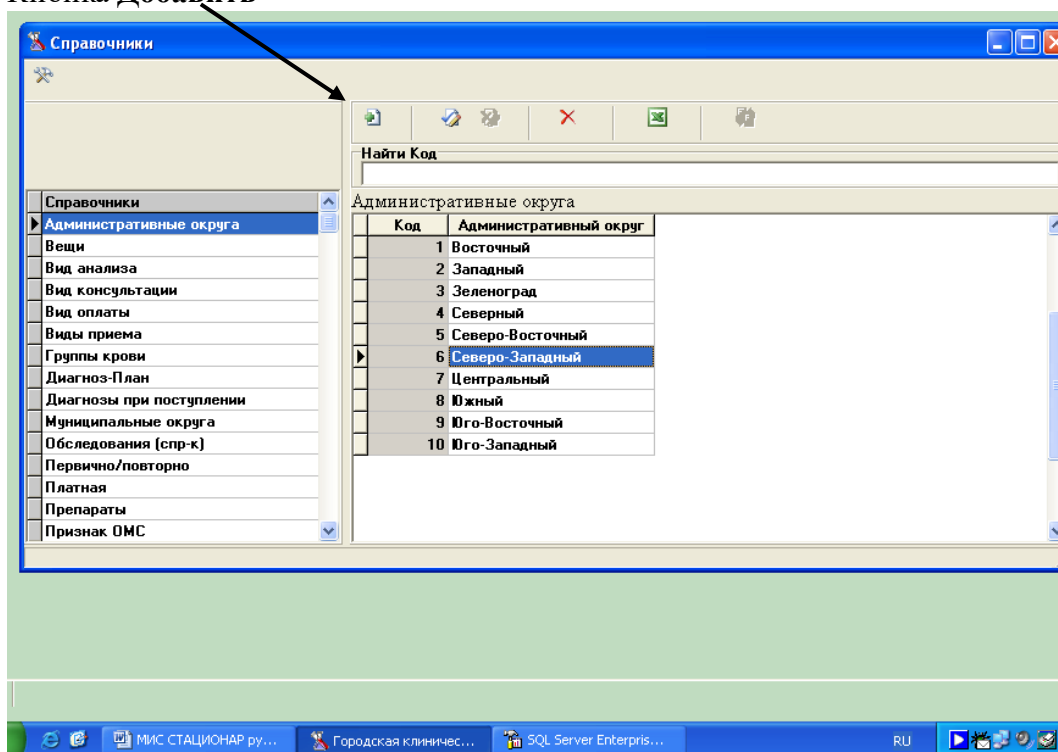 Кнопка Добавить
Справочники
Найти Код
Справочники
Административные округа
Вещи
Вид анализа
Вид консультации
Вид оплаты
Виды приема
Группы крови
Диагноз-План
Диагнозы при поступлении
Муниципальные округа
Обследования (спр-к)
Первично/повторно
Платная
Препараты
Признак ОМС
Административные округа
Код Административный округ
1 Восточный
2 Западный
3 Зеленоград
4 Северный
5 Северо-Восточный
6 Северо-Западный
7 Центральный
8 Южный
9 Юго-Восточный
10 Юго-Западный
МИС СТАЦИОНАР ру... Городская клиничес... SQL Server Enterpris... RU